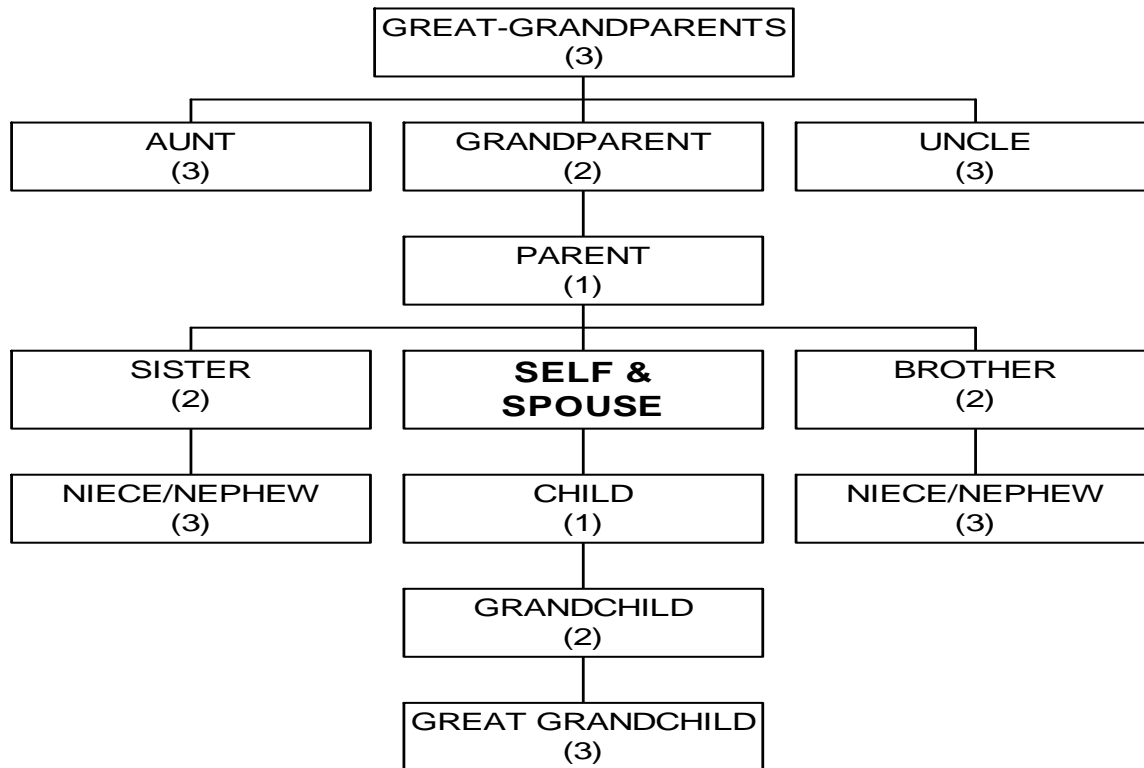 GREAT-GRANDPARENTS
(3)
AUNT
(3)
GRANDPARENT
(2)
UNCLE
(3)
PARENT
(1)
SISTER
(2)
SELF &
SPOUSE
BROTHER
(2)
NIECE/NEPHEW
(3)
CHILD
(1)
NIECE/NEPHEW
(3)
GRANDCHILD
(2)
GREAT GRANDCHILD
(3)